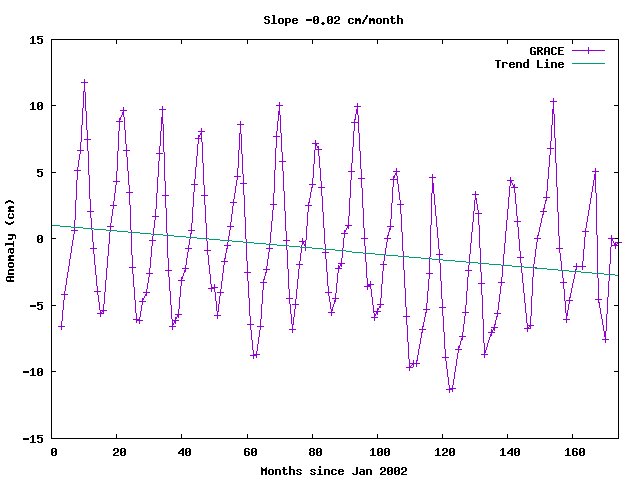 Slope -0.02 cm/month
GRACE
Trend Line
15
10
5
0
-5
-10
-15
Anomaly (cm)
0 20 40 60 80 100 120 140 160
Months since Jan 2002